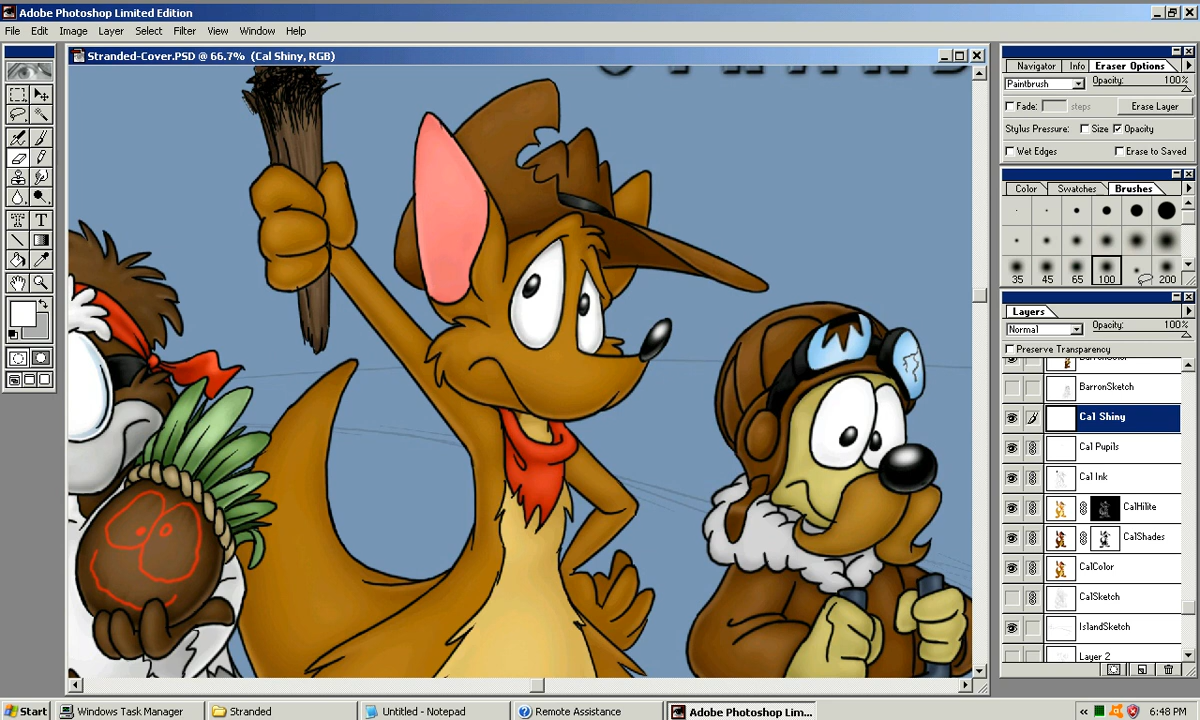 Adobe Photoshop Limited Edition
File Edit Image Layer Select Filter View Window Help
Stranded-Cover.PSD @ 66.7% (Cal Shiny, RGB)
Navigator Info Eraser Options
Paintbrush Opacity: 100%
Fade: steps Erase Layer
Stylus Pressure: Size Opacity
Wet Edges Erase to Saved
Color Swatches Brushes
35 45 65 100 200
Layers
Normal Opacity: 100%
Preserve Transparency
BarronColor
BarronSketch
Cal Shiny
Cal Pupils
Cal Ink
CalHilite
CalShades
CalColor
CalSketch
IslandSketch
Layer 2
Start Windows Task Manager Stranded Untitled - Notepad Remote Assistance Adobe Photoshop Lim... 6:48 PM